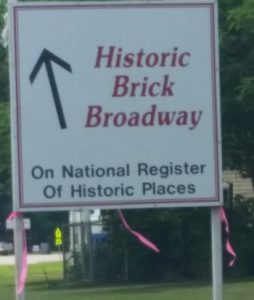 Historic
Brick
Broadway
On National Register
Of Historic Places